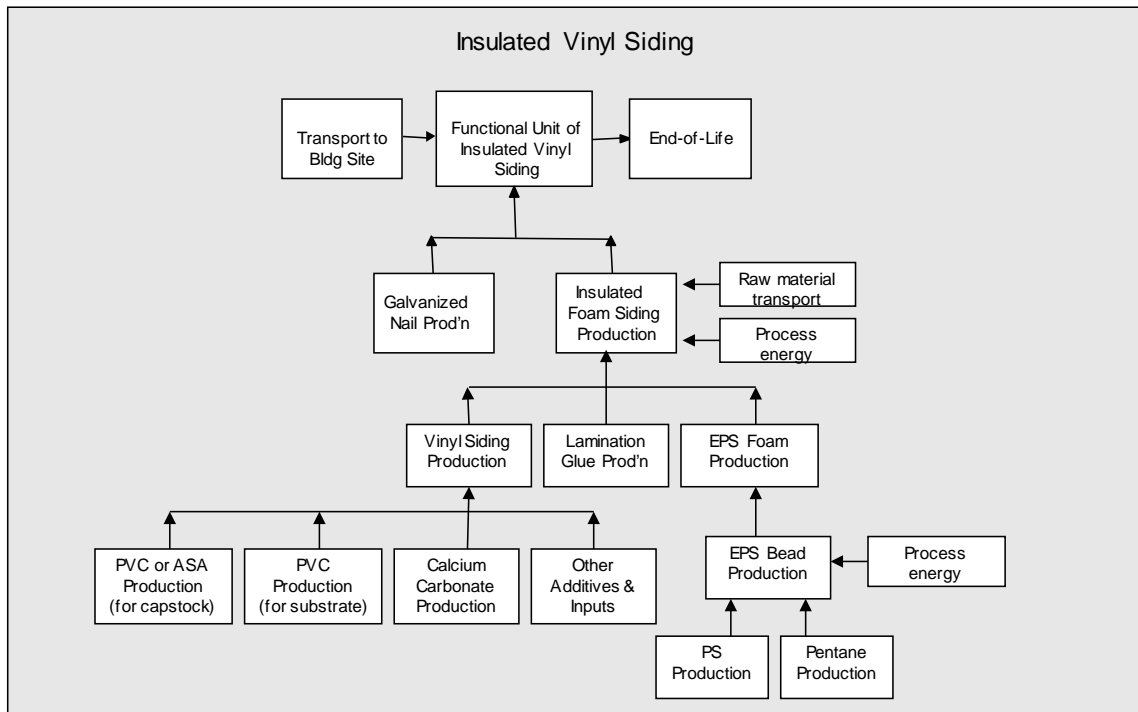 Insulated Vinyl Siding
Transport to
Bldg Site
Functional Unit of
Insulated Vinyl
Siding
End-of-Life
Galvanized
Nail Prod'n
Insulated
Foam Siding
Production
Raw material
transport
Process
energy
Vinyl Siding
Production
Lamination
Glue Prod'n
EPS Foam
Production
PVC or ASA
Production
(for capstock)
PVC
Production
(for substrate)
Calcium
Carbonate
Production
Other
Additives &
Inputs
EPS Bead
Production
Process
energy
PS
Production
Pentane
Production